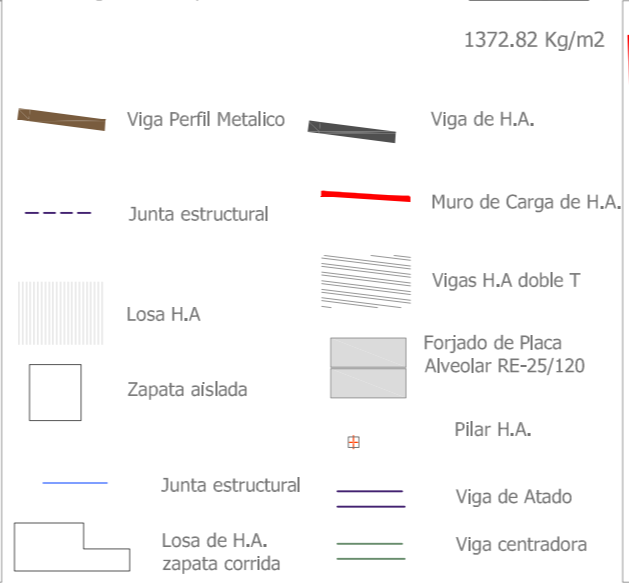 1372.82 Kg/m2
Viga Perfil Metalico
Viga de H.A.
Junta estructural
Muro de Carga de H.A.
Losa H.A
Vigas H.A doble T
Forjado de Placa
Alveolar RE-25/120
Zapata aislada
Pilar H.A.
Junta estructural
Viga de Atado
Losa de H.A.
zapata corrida
Viga centradora